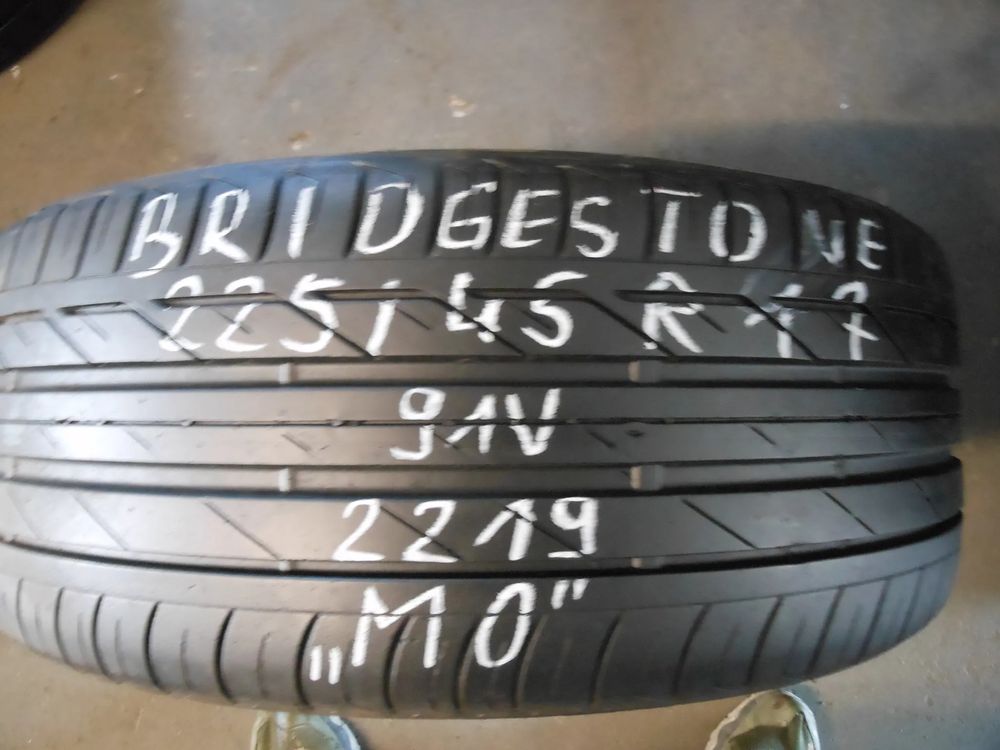 BRIDGESTONE
225/45 R17
91V
2219
„MO"